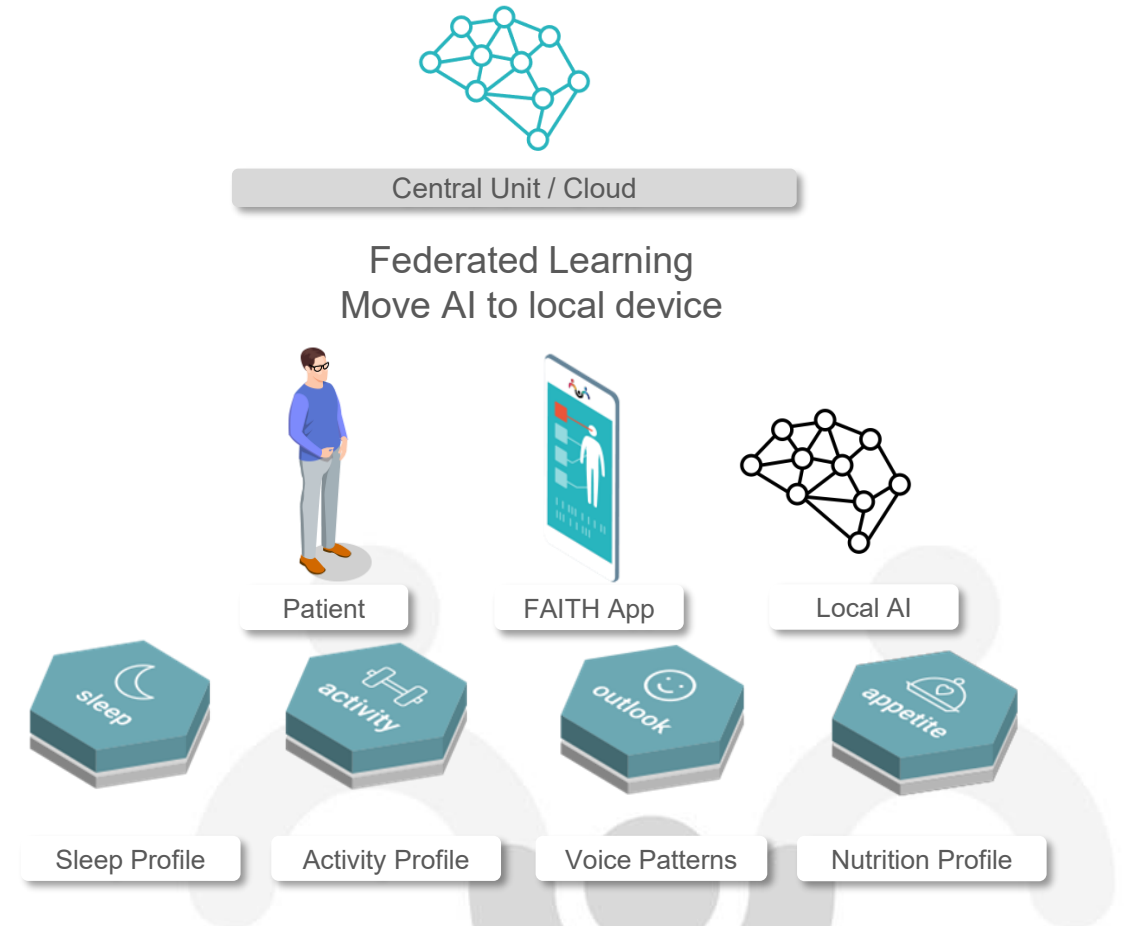 Central Unit / Cloud
Federated Learning
Move AI to local device
Patient
FAITH App
Local AI
sleep
activity
outlook
appetite
Sleep Profile
Activity Profile
Voice Patterns
Nutrition Profile